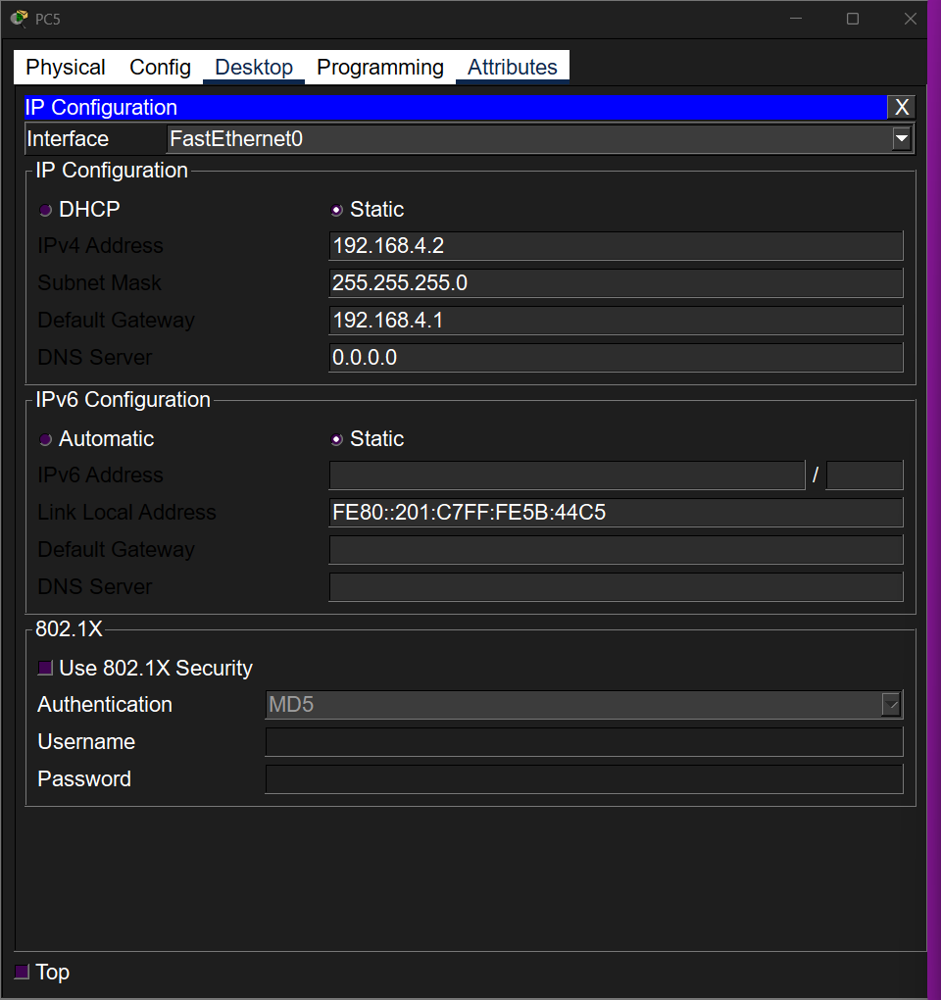 PC5
Physical Config Desktop Programming Attributes
IP Configuration X
Interface FastEthernet0
IP Configuration
DHCP Static
IPv4 Address 192.168.4.2
Subnet Mask 255.255.255.0
Default Gateway 192.168.4.1
DNS Server 0.0.0.0
IPv6 Configuration
Automatic Static
IPv6 Address /
Link Local Address FE80::201:C7FF:FE5B:44C5
Default Gateway
DNS Server
802.1X
Use 802.1X Security
Authentication MD5
Username
Password
Top